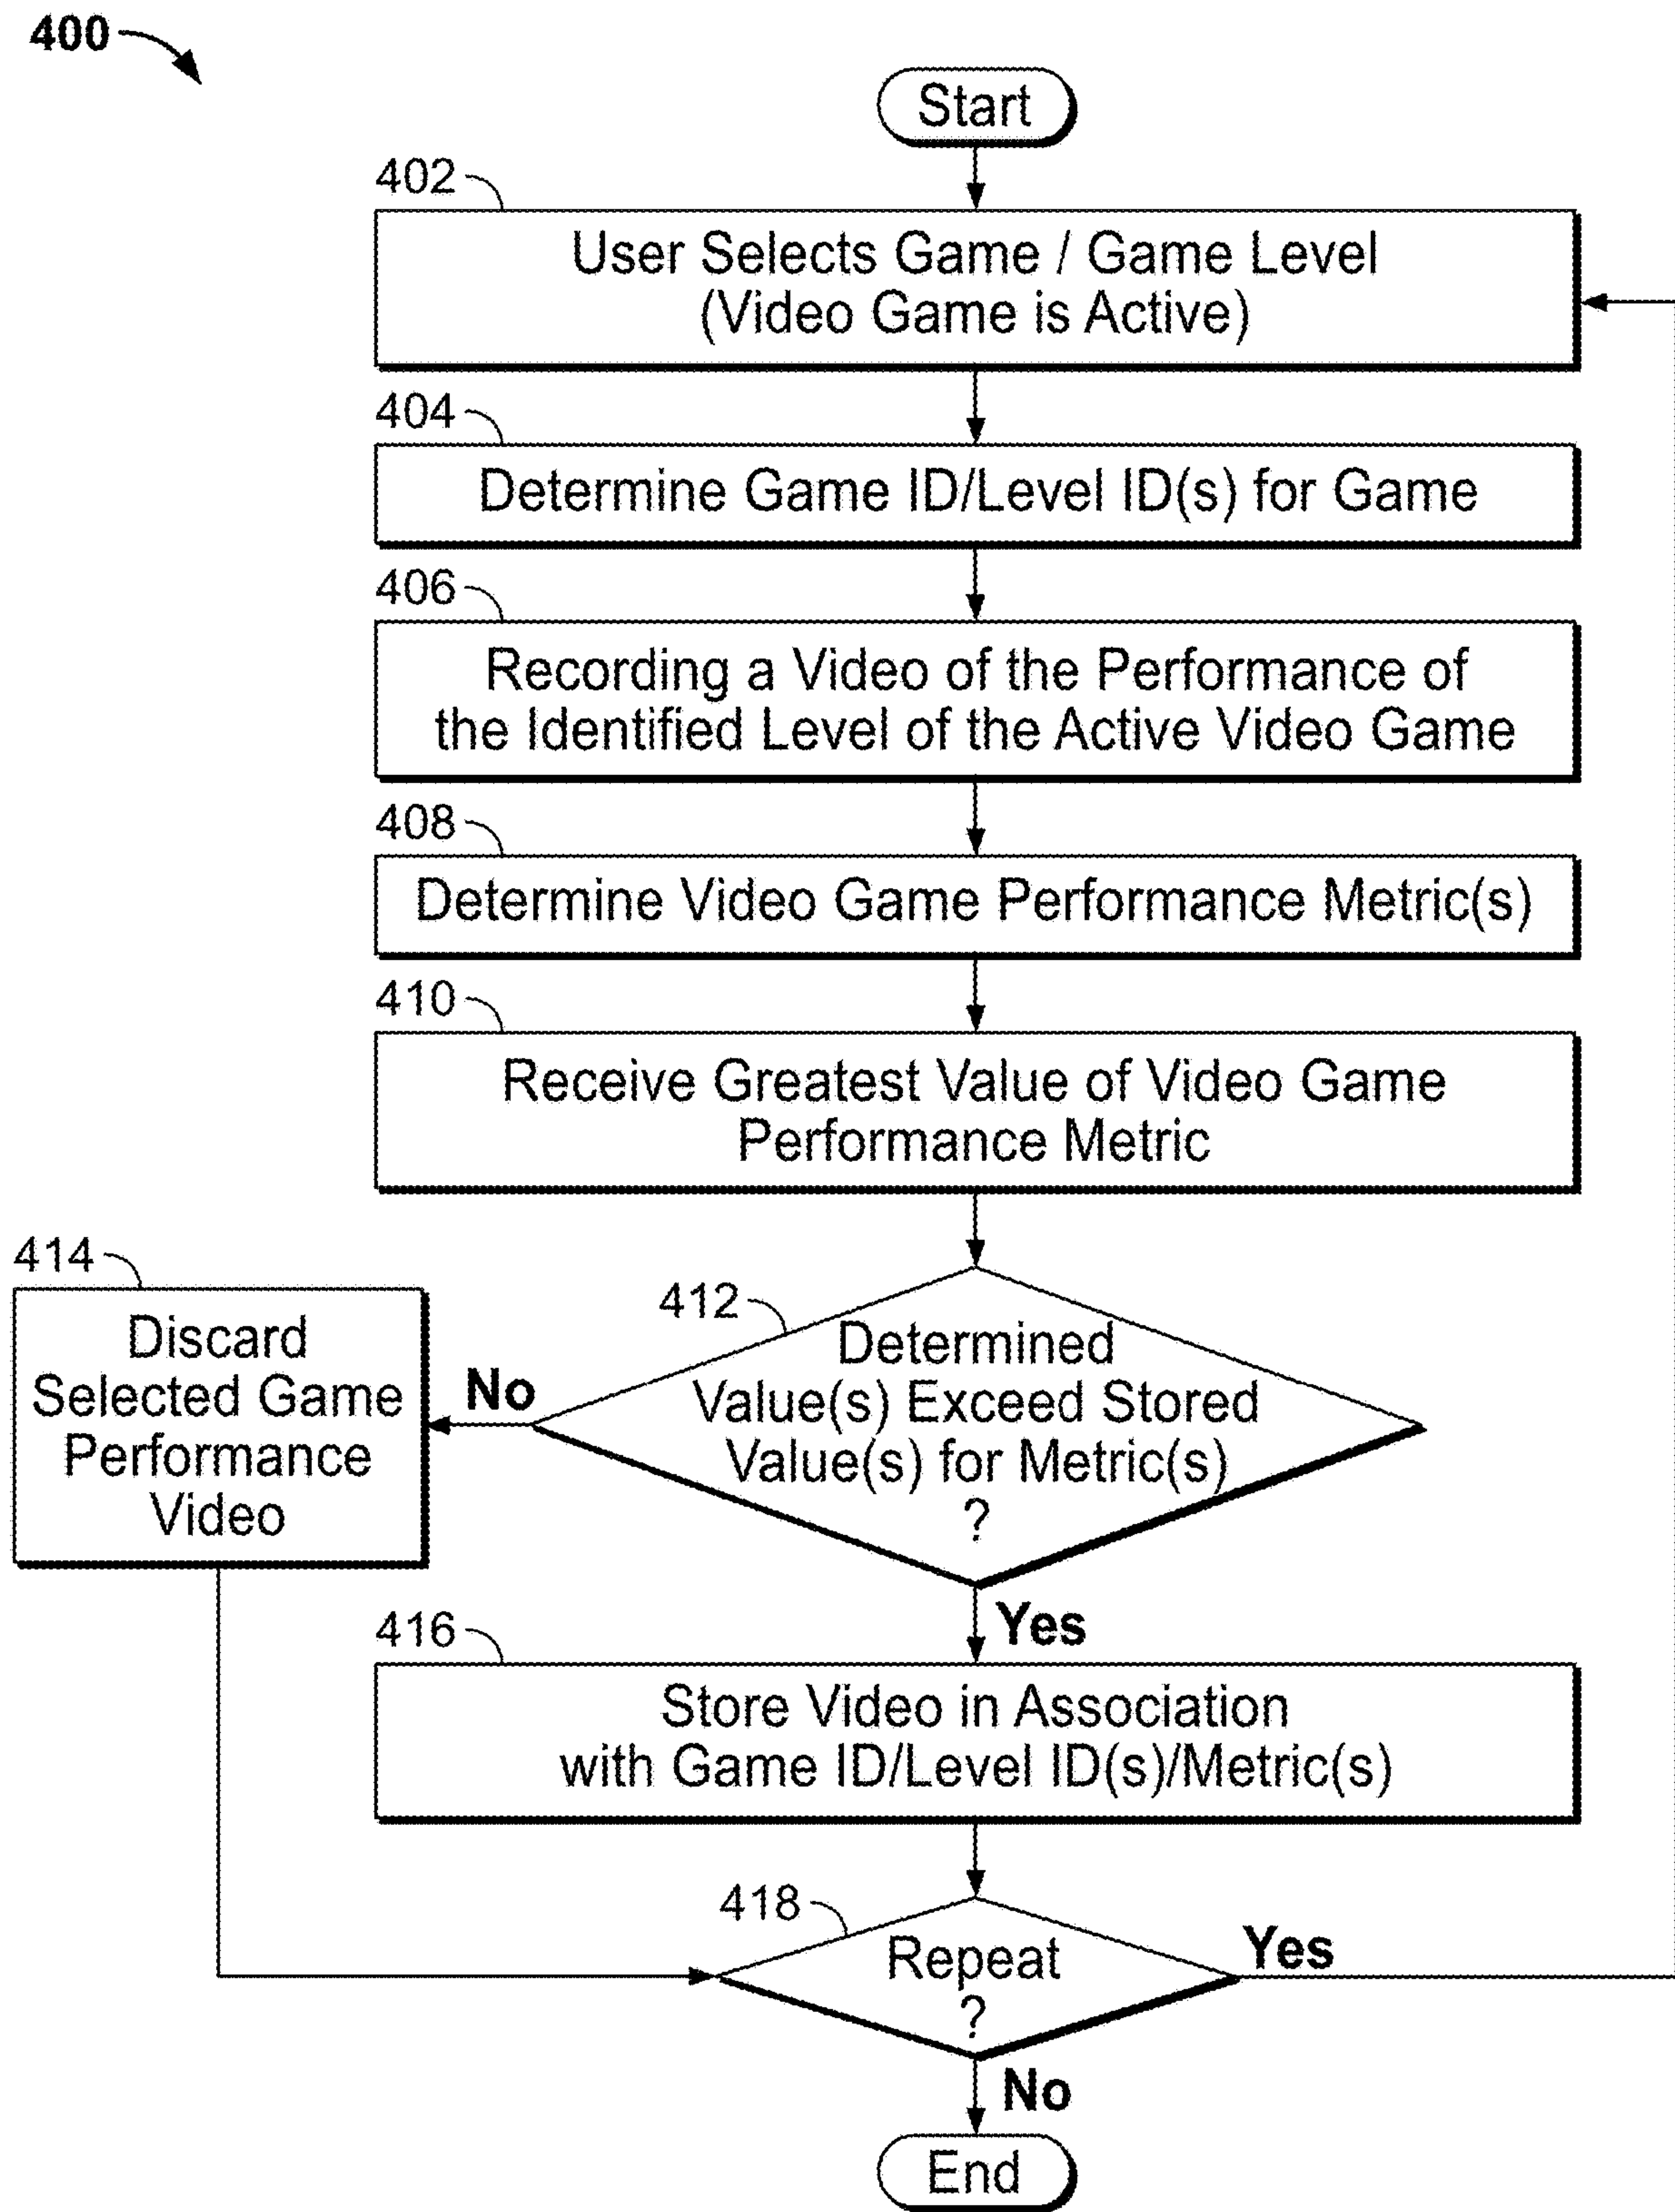 400
Start
402
User Selects Game / Game Level
(Video Game is Active)
404
Determine Game ID/Level ID(s) for Game
406
Recording a Video of the Performance of
the Identified Level of the Active Video Game
408
Determine Video Game Performance Metric(s)
410
Receive Greatest Value of Video Game
Performance Metric
412
Determined
Value(s) Exceed Stored
Value(s) for Metric(s)
?
No
414
Discard
Selected Game
Performance
Video
Yes
416
Store Video in Association
with Game ID/Level ID(s)/Metric(s)
418
Repeat
?
Yes
No
End